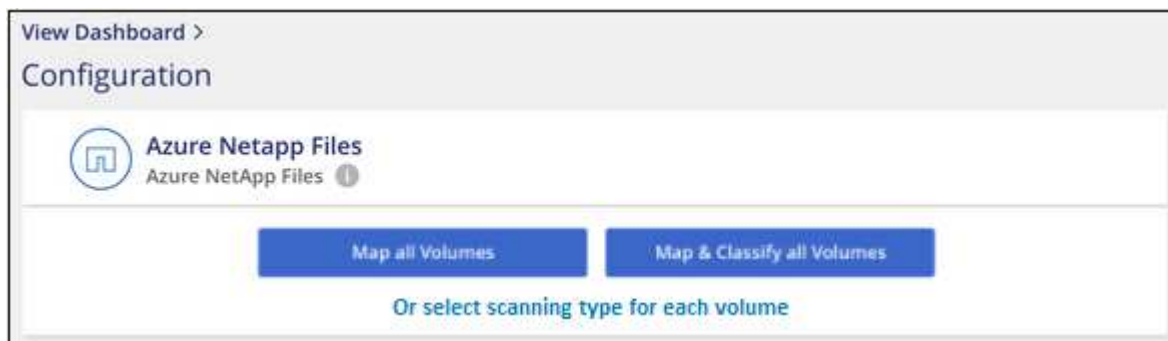 View Dashboard >
Configuration
Azure Netapp Files
Azure NetApp Files i
Map all Volumes Map & Classify all Volumes
Or select scanning type for each volume